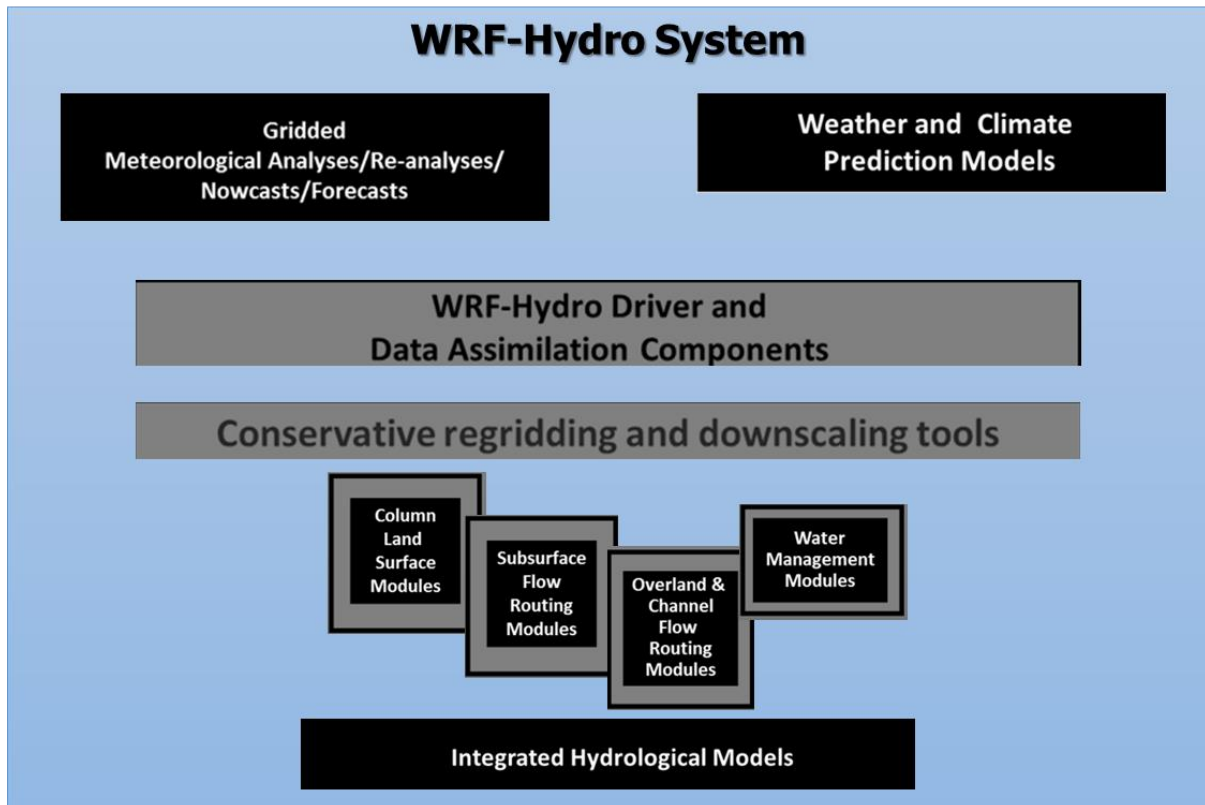 WRF-Hydro System
Gridded
Meteorological Analyses/Re-analyses/
Nowcasts/Forecasts
Weather and Climate
Prediction Models
WRF-Hydro Driver and
Data Assimilation Components
Conservative regridding and downscaling tools
Column
Land
Surface
Modules
Subsurface
Flow
Routing
Modules
Overland &
Channel
Flow
Routing
Modules
Water
Management
Modules
Integrated Hydrological Models